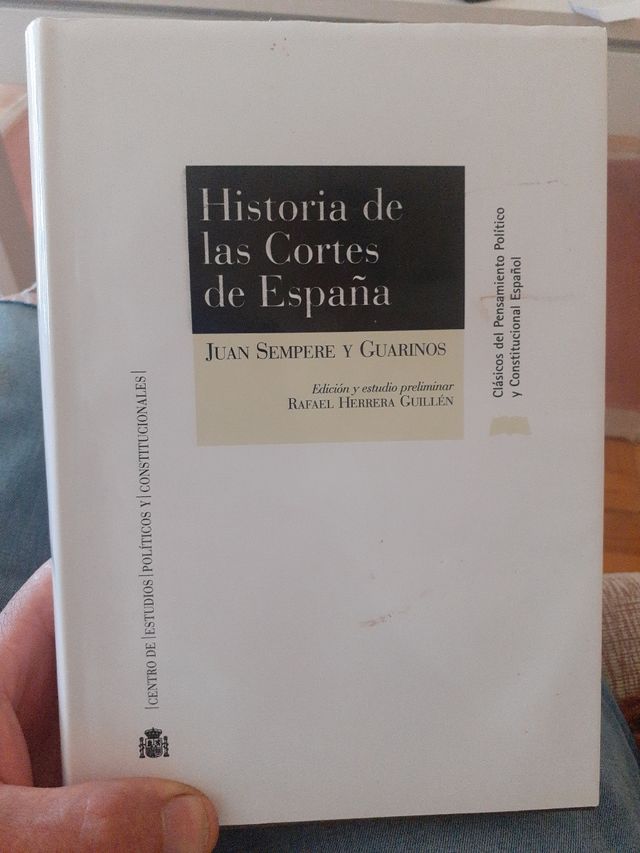 Historia de
las Cortes
de España
JUAN SEMPERE Y GUARINOS
Edición y estudio preliminar
RAFAEL HERRERA GUILLÉN
Clásicos del Pensamiento Político
y Constitucional Español
|CENTRO DE|ESTUDIOS|POLÍTICOS Y|CONSTITUCIONALES|